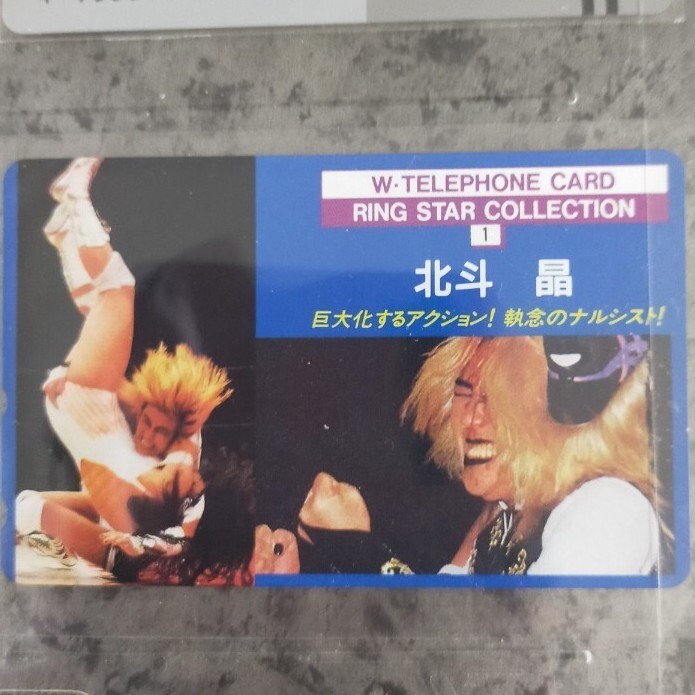 W·TELEPHONE CARD
RING STAR COLLECTION
1
北斗 晶
巨大化するアクション! 執念のナルシスト!